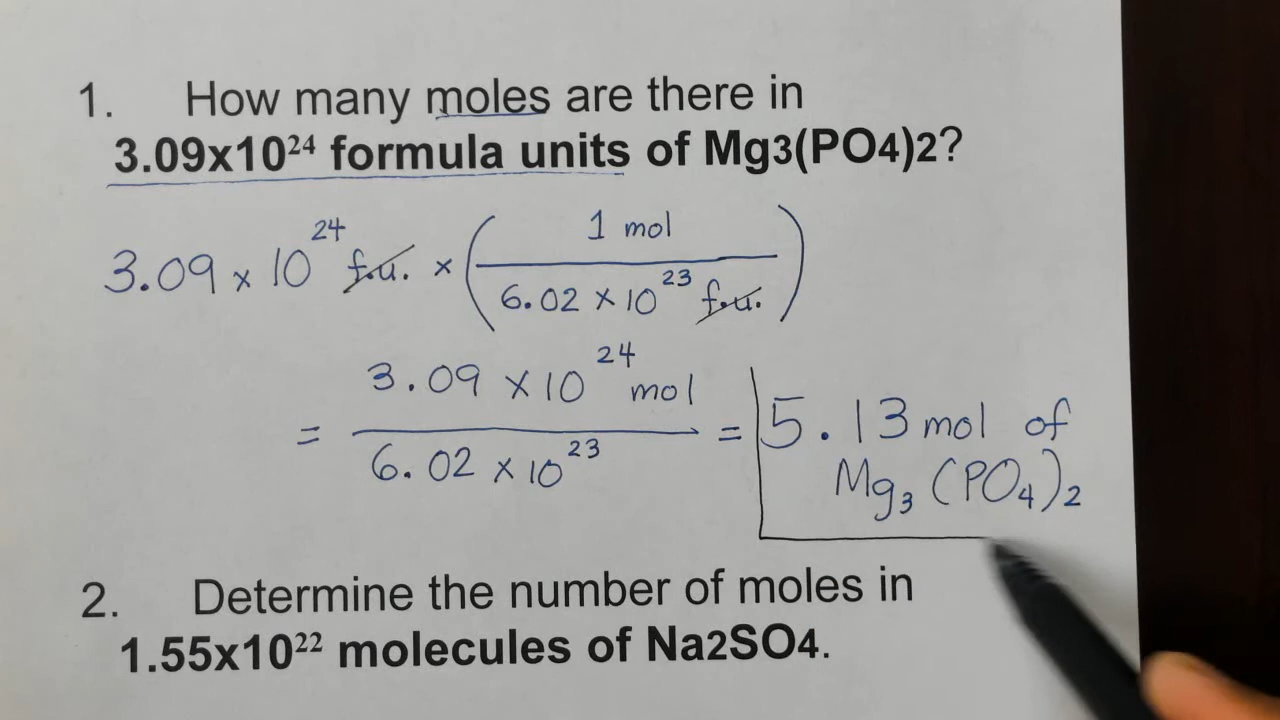 1. How many moles are there in
3.09x10²⁴ formula units of Mg3(PO4)2?
3.09 x 10²⁴ f.u. x ( 1 mol / 6.02 x 10²³ f.u. )
= 3.09 x 10²⁴ mol / 6.02 x 10²³ = 5.13 mol of
Mg₃(PO₄)₂
2. Determine the number of moles in
1.55x10²² molecules of Na2SO4.